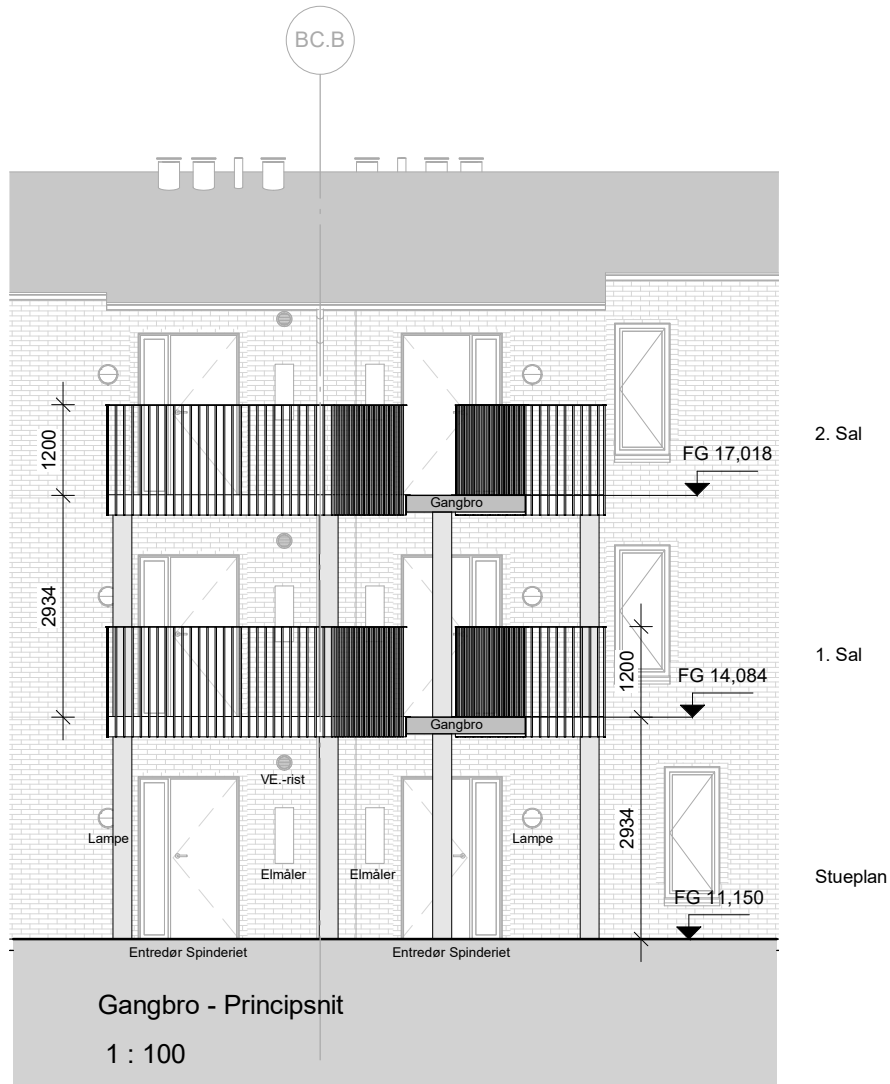 BC.B
2. Sal
1200
FG 17,018
Gangbro
2934
1. Sal
1200
FG 14,084
Gangbro
VE.-rist
2934
Lampe
Lampe
Elmåler
Elmåler
Stueplan
FG 11,150
Entredør Spinderiet
Entredør Spinderiet
Gangbro - Principsnit
1 : 100